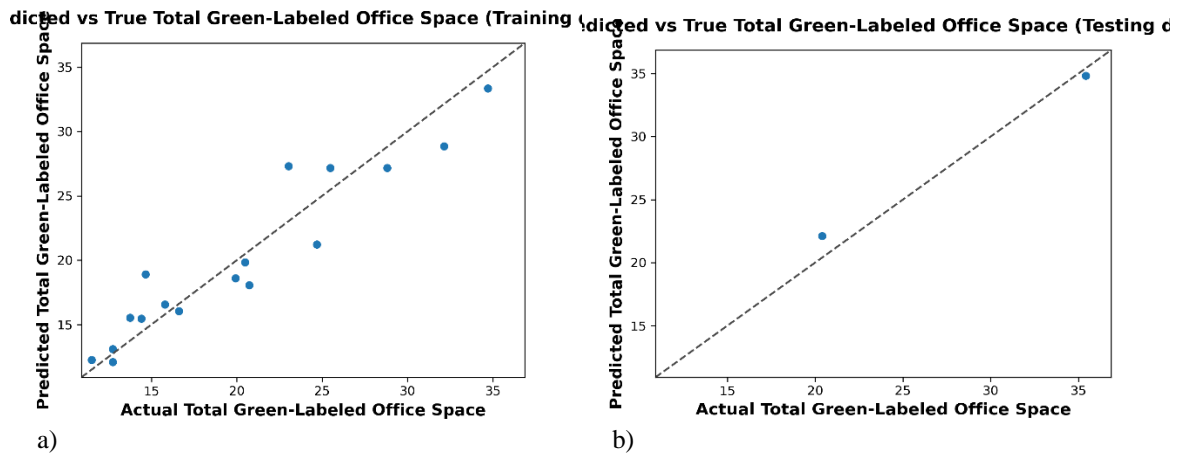 dicted vs True Total Green-Labeled Office Space (Training
Predicted Total Green-Labeled Office Space
35
30
25
20
15
15 20 25 30 35
Actual Total Green-Labeled Office Space
a)
dicted vs True Total Green-Labeled Office Space (Testing d
Predicted Total Green-Labeled Office Space
35
30
25
20
15
15 20 25 30 35
Actual Total Green-Labeled Office Space
b)